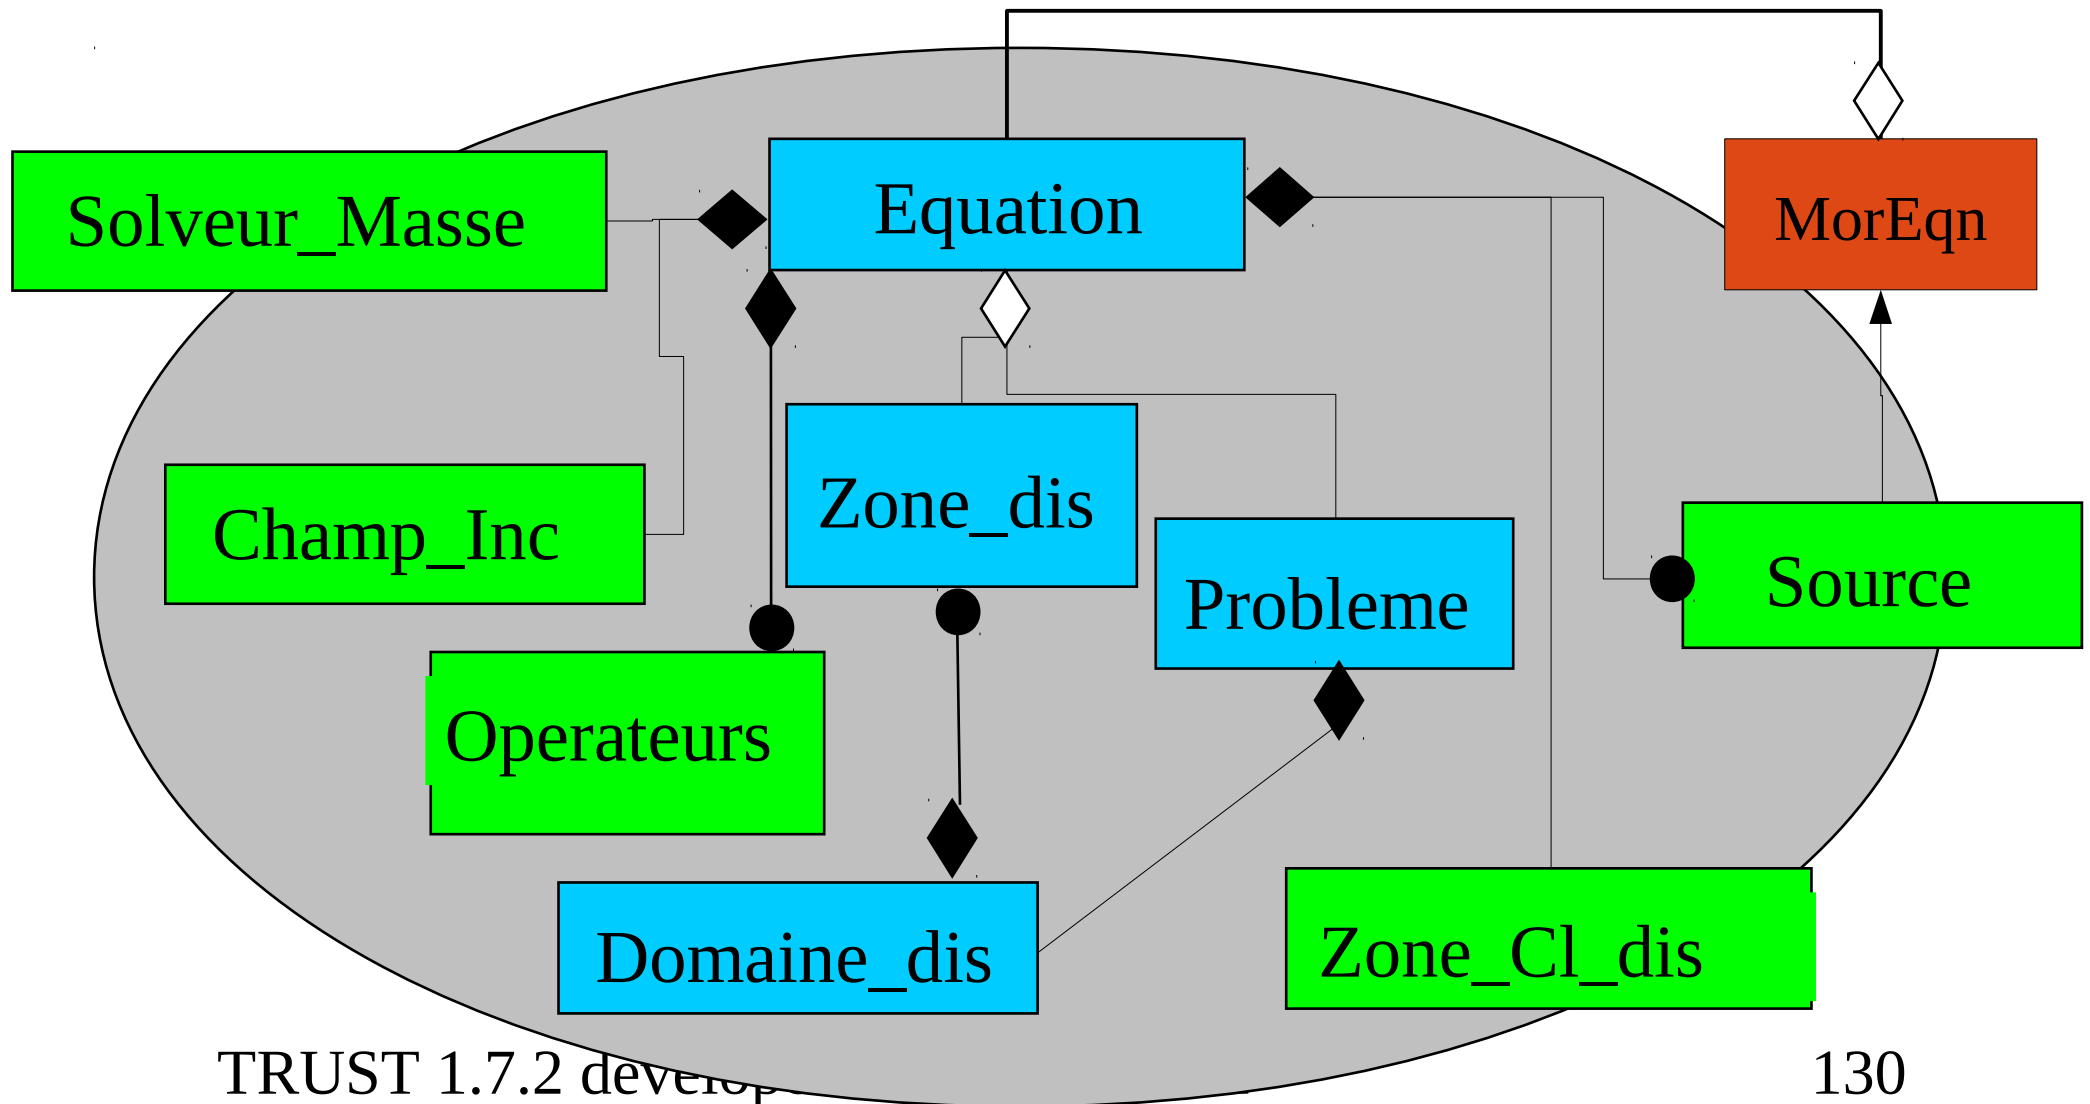 Equation
Solveur_Masse
MorEqn
Zone_dis
Champ_Inc
Probleme
Source
Operateurs
Domaine_dis
Zone_Cl_dis
TRUST 1.7.2
130